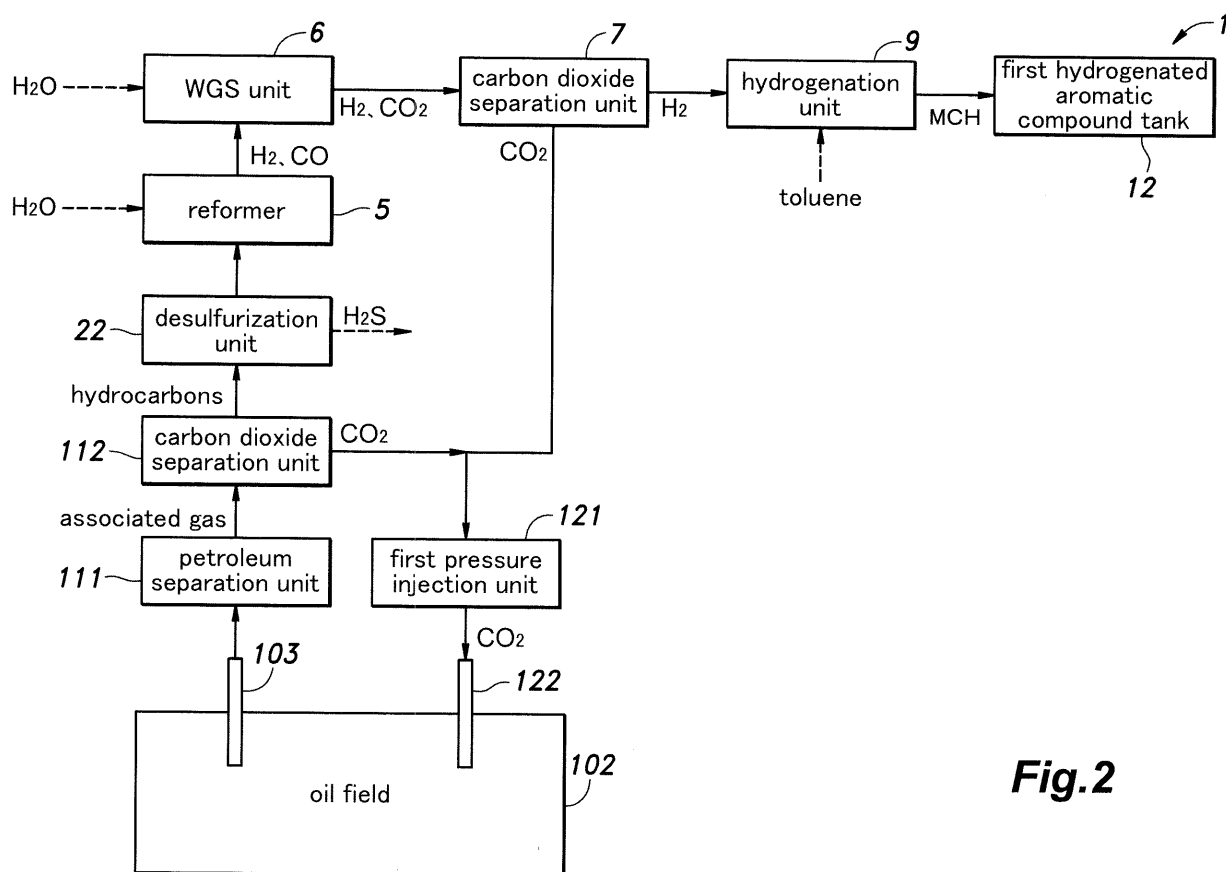 6
7
9
1
H₂O
WGS unit
H₂、CO₂
carbon dioxide
separation unit
H₂
hydrogenation
unit
MCH
first hydrogenated
aromatic
compound tank
12
H₂、CO
CO₂
toluene
H₂O
reformer
5
22
desulfurization
unit
H₂S
hydrocarbons
112
carbon dioxide
separation unit
CO₂
associated gas
111
petroleum
separation unit
121
first pressure
injection unit
CO₂
103
122
oil field
102
Fig.2